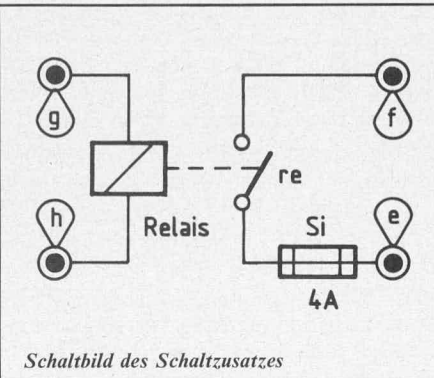 g
f
re
h
e
Relais
Si
4A
Schaltbild des Schaltzusatzes